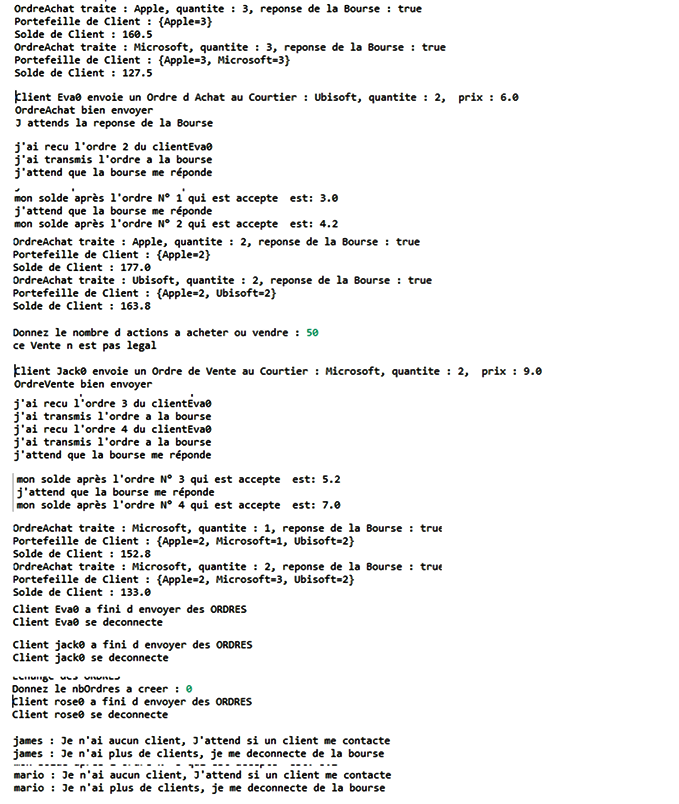 OrdreAchat traite : Apple, quantite : 3, reponse de la Bourse : true
Portefeille de Client : {Apple=3}
Solde de Client : 160.5
OrdreAchat traite : Microsoft, quantite : 3, reponse de la Bourse : true
Portefeille de Client : {Apple=3, Microsoft=3}
Solde de Client : 127.5
Client Eva0 envoie un Ordre d Achat au Courtier : Ubisoft, quantite : 2,  prix : 6.0
OrdreAchat bien envoyer
J attends la reponse de la Bourse
j'ai recu l'ordre 2 du clientEva0
j'ai transmis l'ordre a la bourse
j'attend que la bourse me réponde
mon solde après l'ordre N° 1 qui est accepte  est: 3.0
j'attend que la bourse me réponde
mon solde après l'ordre N° 2 qui est accepte  est: 4.2
OrdreAchat traite : Apple, quantite : 2, reponse de la Bourse : true
Portefeille de Client : {Apple=2}
Solde de Client : 177.0
OrdreAchat traite : Ubisoft, quantite : 2, reponse de la Bourse : true
Portefeille de Client : {Apple=2, Ubisoft=2}
Solde de Client : 163.8
Donnez le nombre d actions a acheter ou vendre : 50
ce Vente n est pas legal
Client Jack0 envoie un Ordre de Vente au Courtier : Microsoft, quantite : 2,  prix : 9.0
OrdreVente bien envoyer
j'ai recu l'ordre 3 du clientEva0
j'ai transmis l'ordre a la bourse
j'ai recu l'ordre 4 du clientEva0
j'ai transmis l'ordre a la bourse
j'attend que la bourse me réponde
mon solde après l'ordre N° 3 qui est accepte  est: 5.2
j'attend que la bourse me réponde
mon solde après l'ordre N° 4 qui est accepte  est: 7.0
OrdreAchat traite : Microsoft, quantite : 1, reponse de la Bourse : true
Portefeille de Client : {Apple=2, Microsoft=1, Ubisoft=2}
Solde de Client : 152.8
OrdreAchat traite : Microsoft, quantite : 2, reponse de la Bourse : true
Portefeille de Client : {Apple=2, Microsoft=3, Ubisoft=2}
Solde de Client : 133.0
Client Eva0 a fini d envoyer des ORDRES
Client Eva0 se deconnecte
Client jack0 a fini d envoyer des ORDRES
Client jack0 se deconnecte
Echange des ORDRES
Donnez le nbOrdres a creer : 0
Client rose0 a fini d envoyer des ORDRES
Client rose0 se deconnecte
james : Je n'ai aucun client, J'attend si un client me contacte
james : Je n'ai plus de clients, je me deconnecte de la bourse
mario : Je n'ai aucun client, J'attend si un client me contacte
mario : Je n'ai plus de clients, je me deconnecte de la bourse